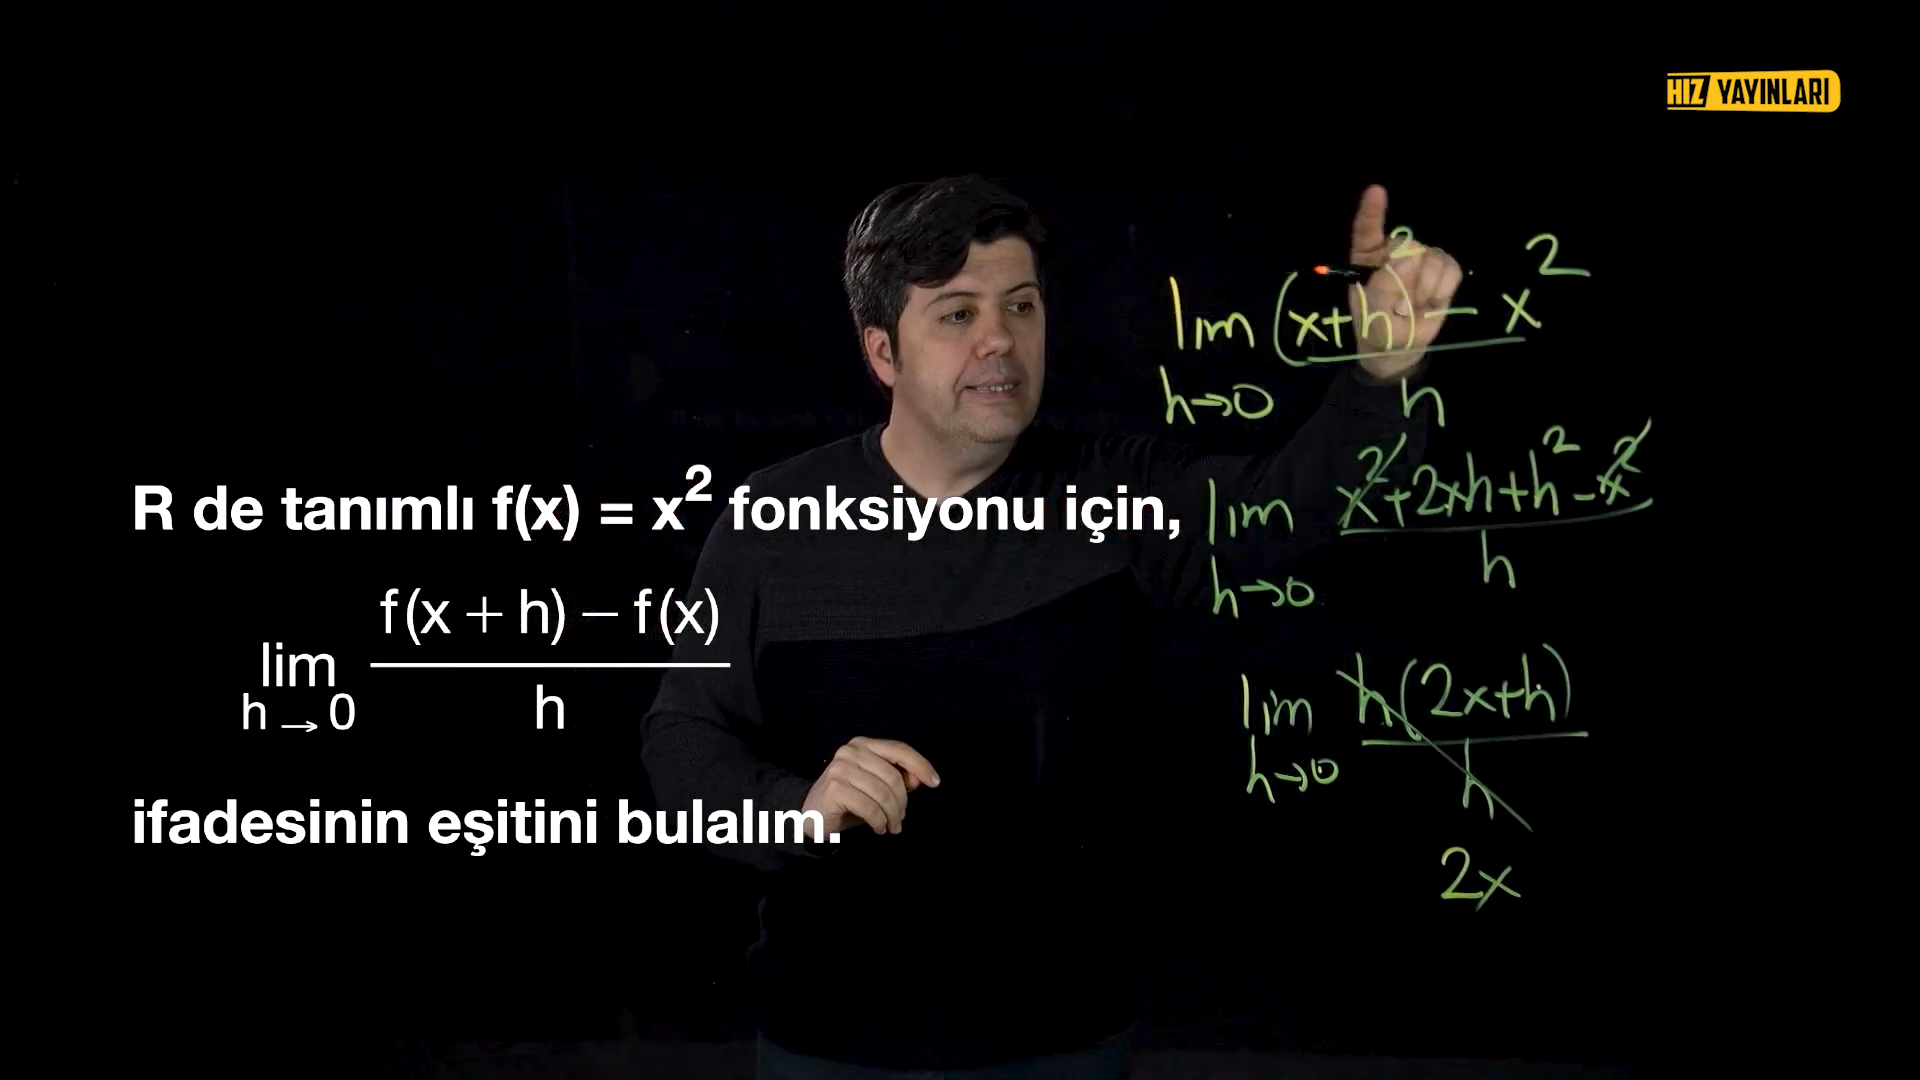 HIZ YAYINLARI
R de tanımlı f(x) = x² fonksiyonu için,
lim h→0 f(x + h) − f(x) / h
ifadesinin eşitini bulalım.
lim h→0 (x+h)² − x² / h
lim h→0 x²+2xh+h²−x² / h
lim h→0 h(2x+h) / h
2x